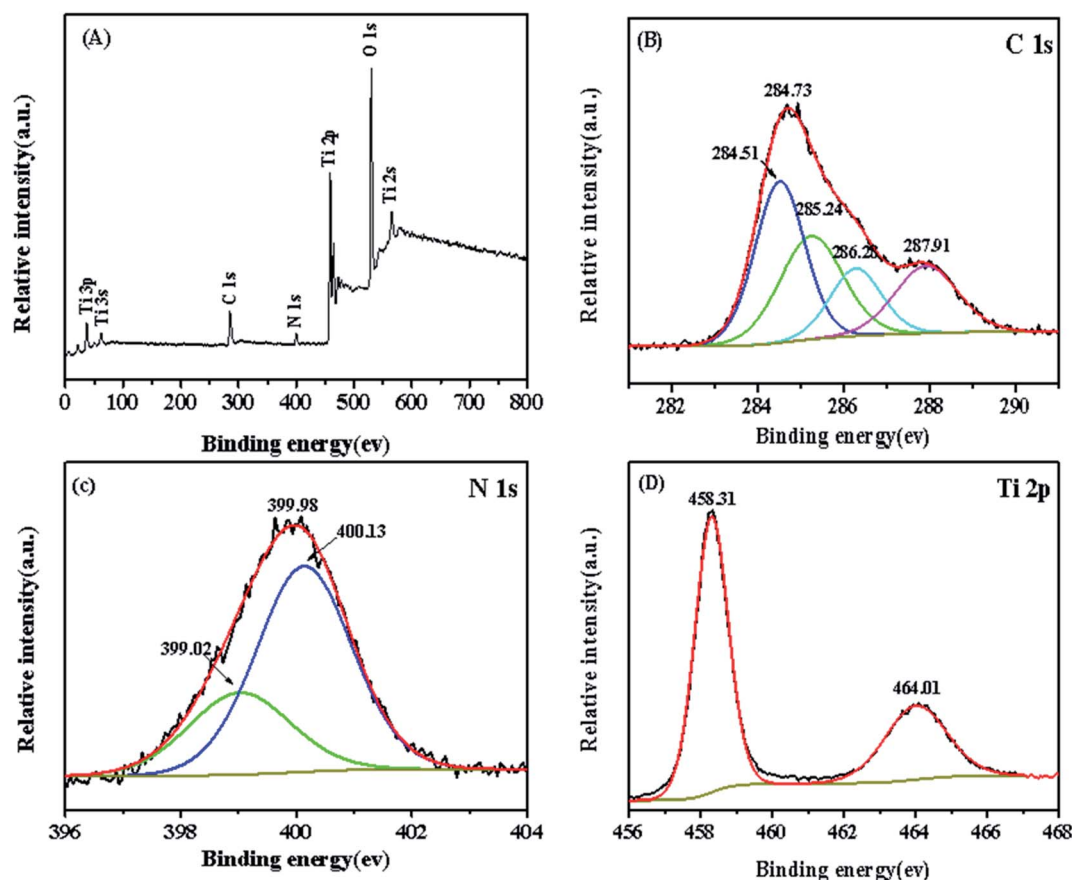 (A)
O 1s
Ti 2p
Ti 2s
Ti 3p
Ti 3s
C 1s
N 1s
Relative intensity(a.u.)
0 100 200 300 400 500 600 700 800
Binding energy(ev)
(B)
C 1s
284.73
284.51
285.24
286.28
287.91
Relative intensity(a.u.)
282 284 286 288 290
Binding energy(ev)
(c)
N 1s
399.98
400.13
399.02
Relative intensity(a.u.)
396 398 400 402 404
Binding energy(ev)
(D)
Ti 2p
458.31
464.01
Relative intensity(a.u.)
456 458 460 462 464 466 468
Binding energy(ev)